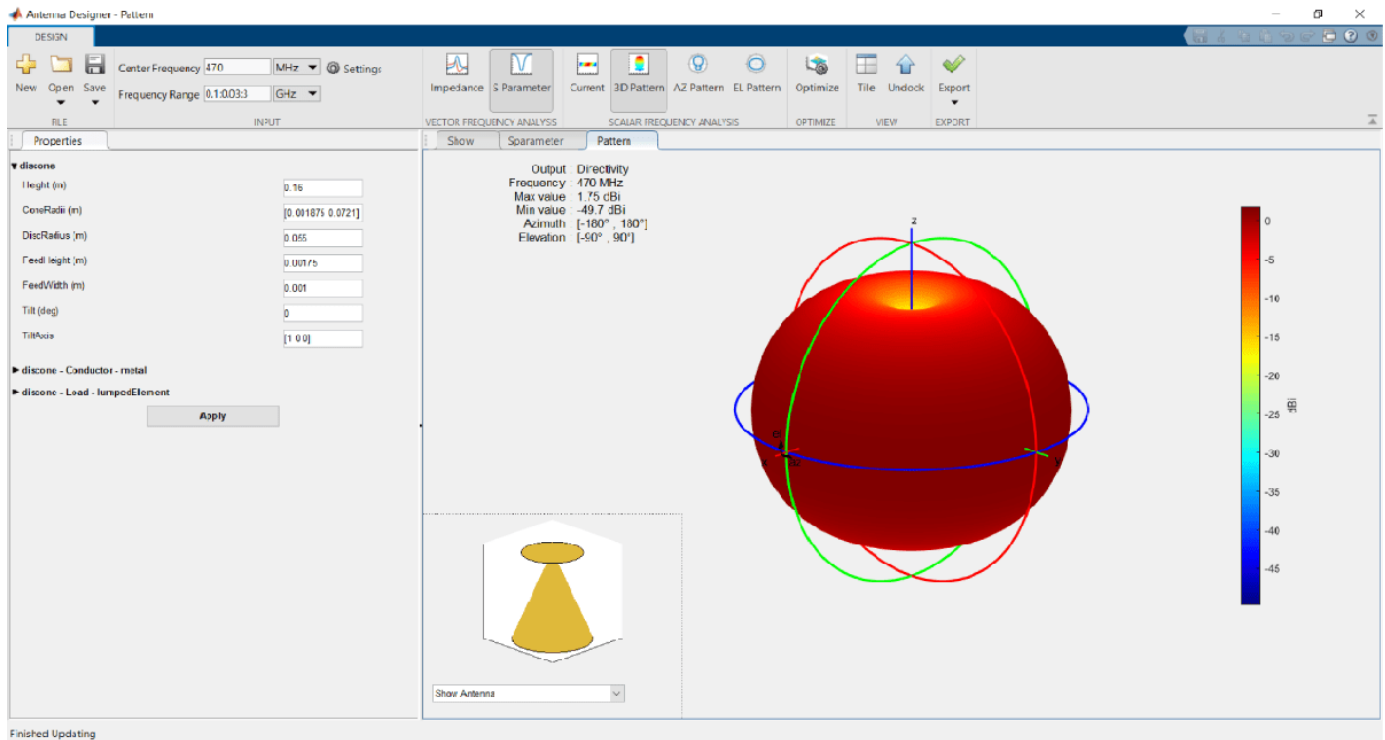 Antenna Designer - Pattern
DESIGN
New Open Save
FILE
Center Frequency 470 MHz Settings
Frequency Range 0.1:0.03:3 GHz
INPUT
Impedance S Parameter
VECTOR FREQUENCY ANALYSIS
Current 3D Pattern AZ Pattern EL Pattern
SCALAR FREQUENCY ANALYSIS
Optimize
OPTIMIZE
Tile Undock
VIEW
Export
EXPORT
Properties
discone
Height (m) 0.16
ConeRadii (m) [0.001875 0.0721]
DiscRadius (m) 0.055
FeedHeight (m) 0.00175
FeedWidth (m) 0.001
Tilt (deg) 0
TiltAxis [1 0 0]
discone - Conductor - metal
discone - Load - lumpedElement
Apply
Show Sparameter Pattern
Output : Directivity
Frequency : 470 MHz
Max value : 1.75 dBi
Min value : -49.7 dBi
Azimuth : [-180° , 180°]
Elevation : [-90° , 90°]
z
x
y
0
-5
-10
-15
-20
-25
-30
-35
-40
-45
dBi
Show Antenna
Finished Updating